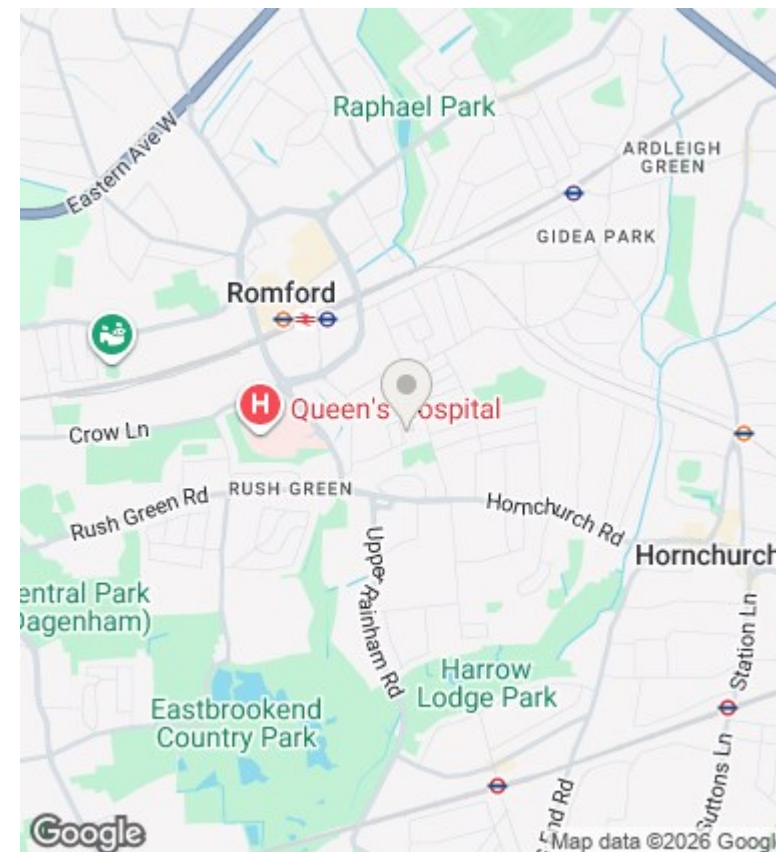 Raphael Park
Eastern Ave W
ARDLEIGH
GREEN
GIDEA PARK
Romford
H
Queen's Hospital
Crow Ln
RUSH GREEN
Rush Green Rd
Hornchurch Rd
Hornchurch
Upper Rainham Rd
entral Park
Dagenham)
Station Ln
Harrow
Lodge Park
Eastbrookend
Country Park
Suttons Ln
s End Rd
Google
Map data ©2026 Googl